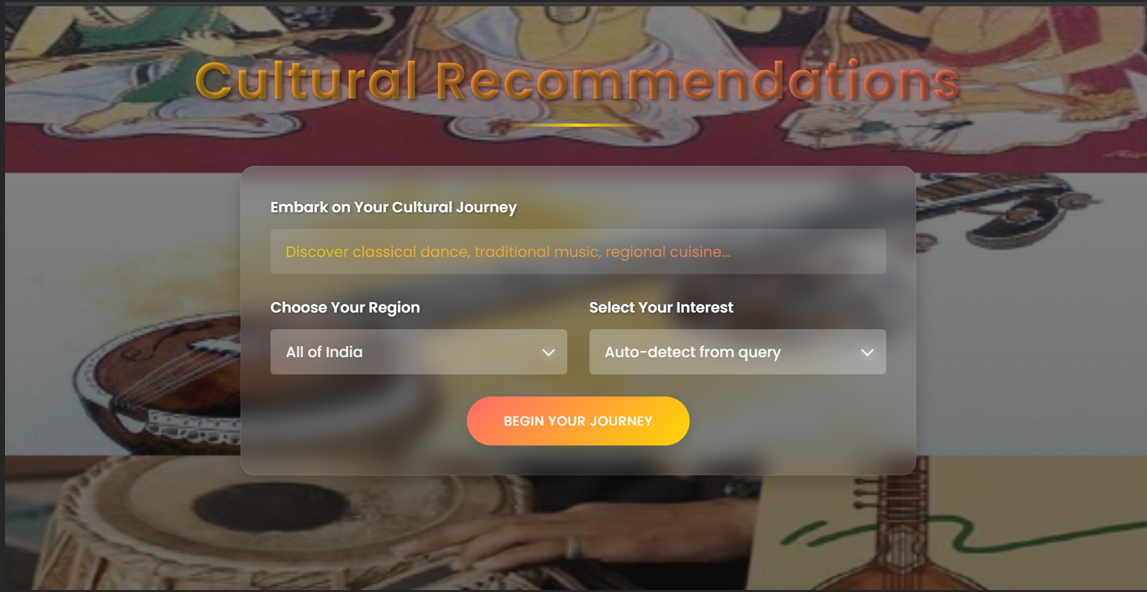 Cultural Recommendations
Embark on Your Cultural Journey
Discover classical dance, traditional music, regional cuisine...
Choose Your Region
Select Your Interest
All of India
Auto-detect from query
BEGIN YOUR JOURNEY